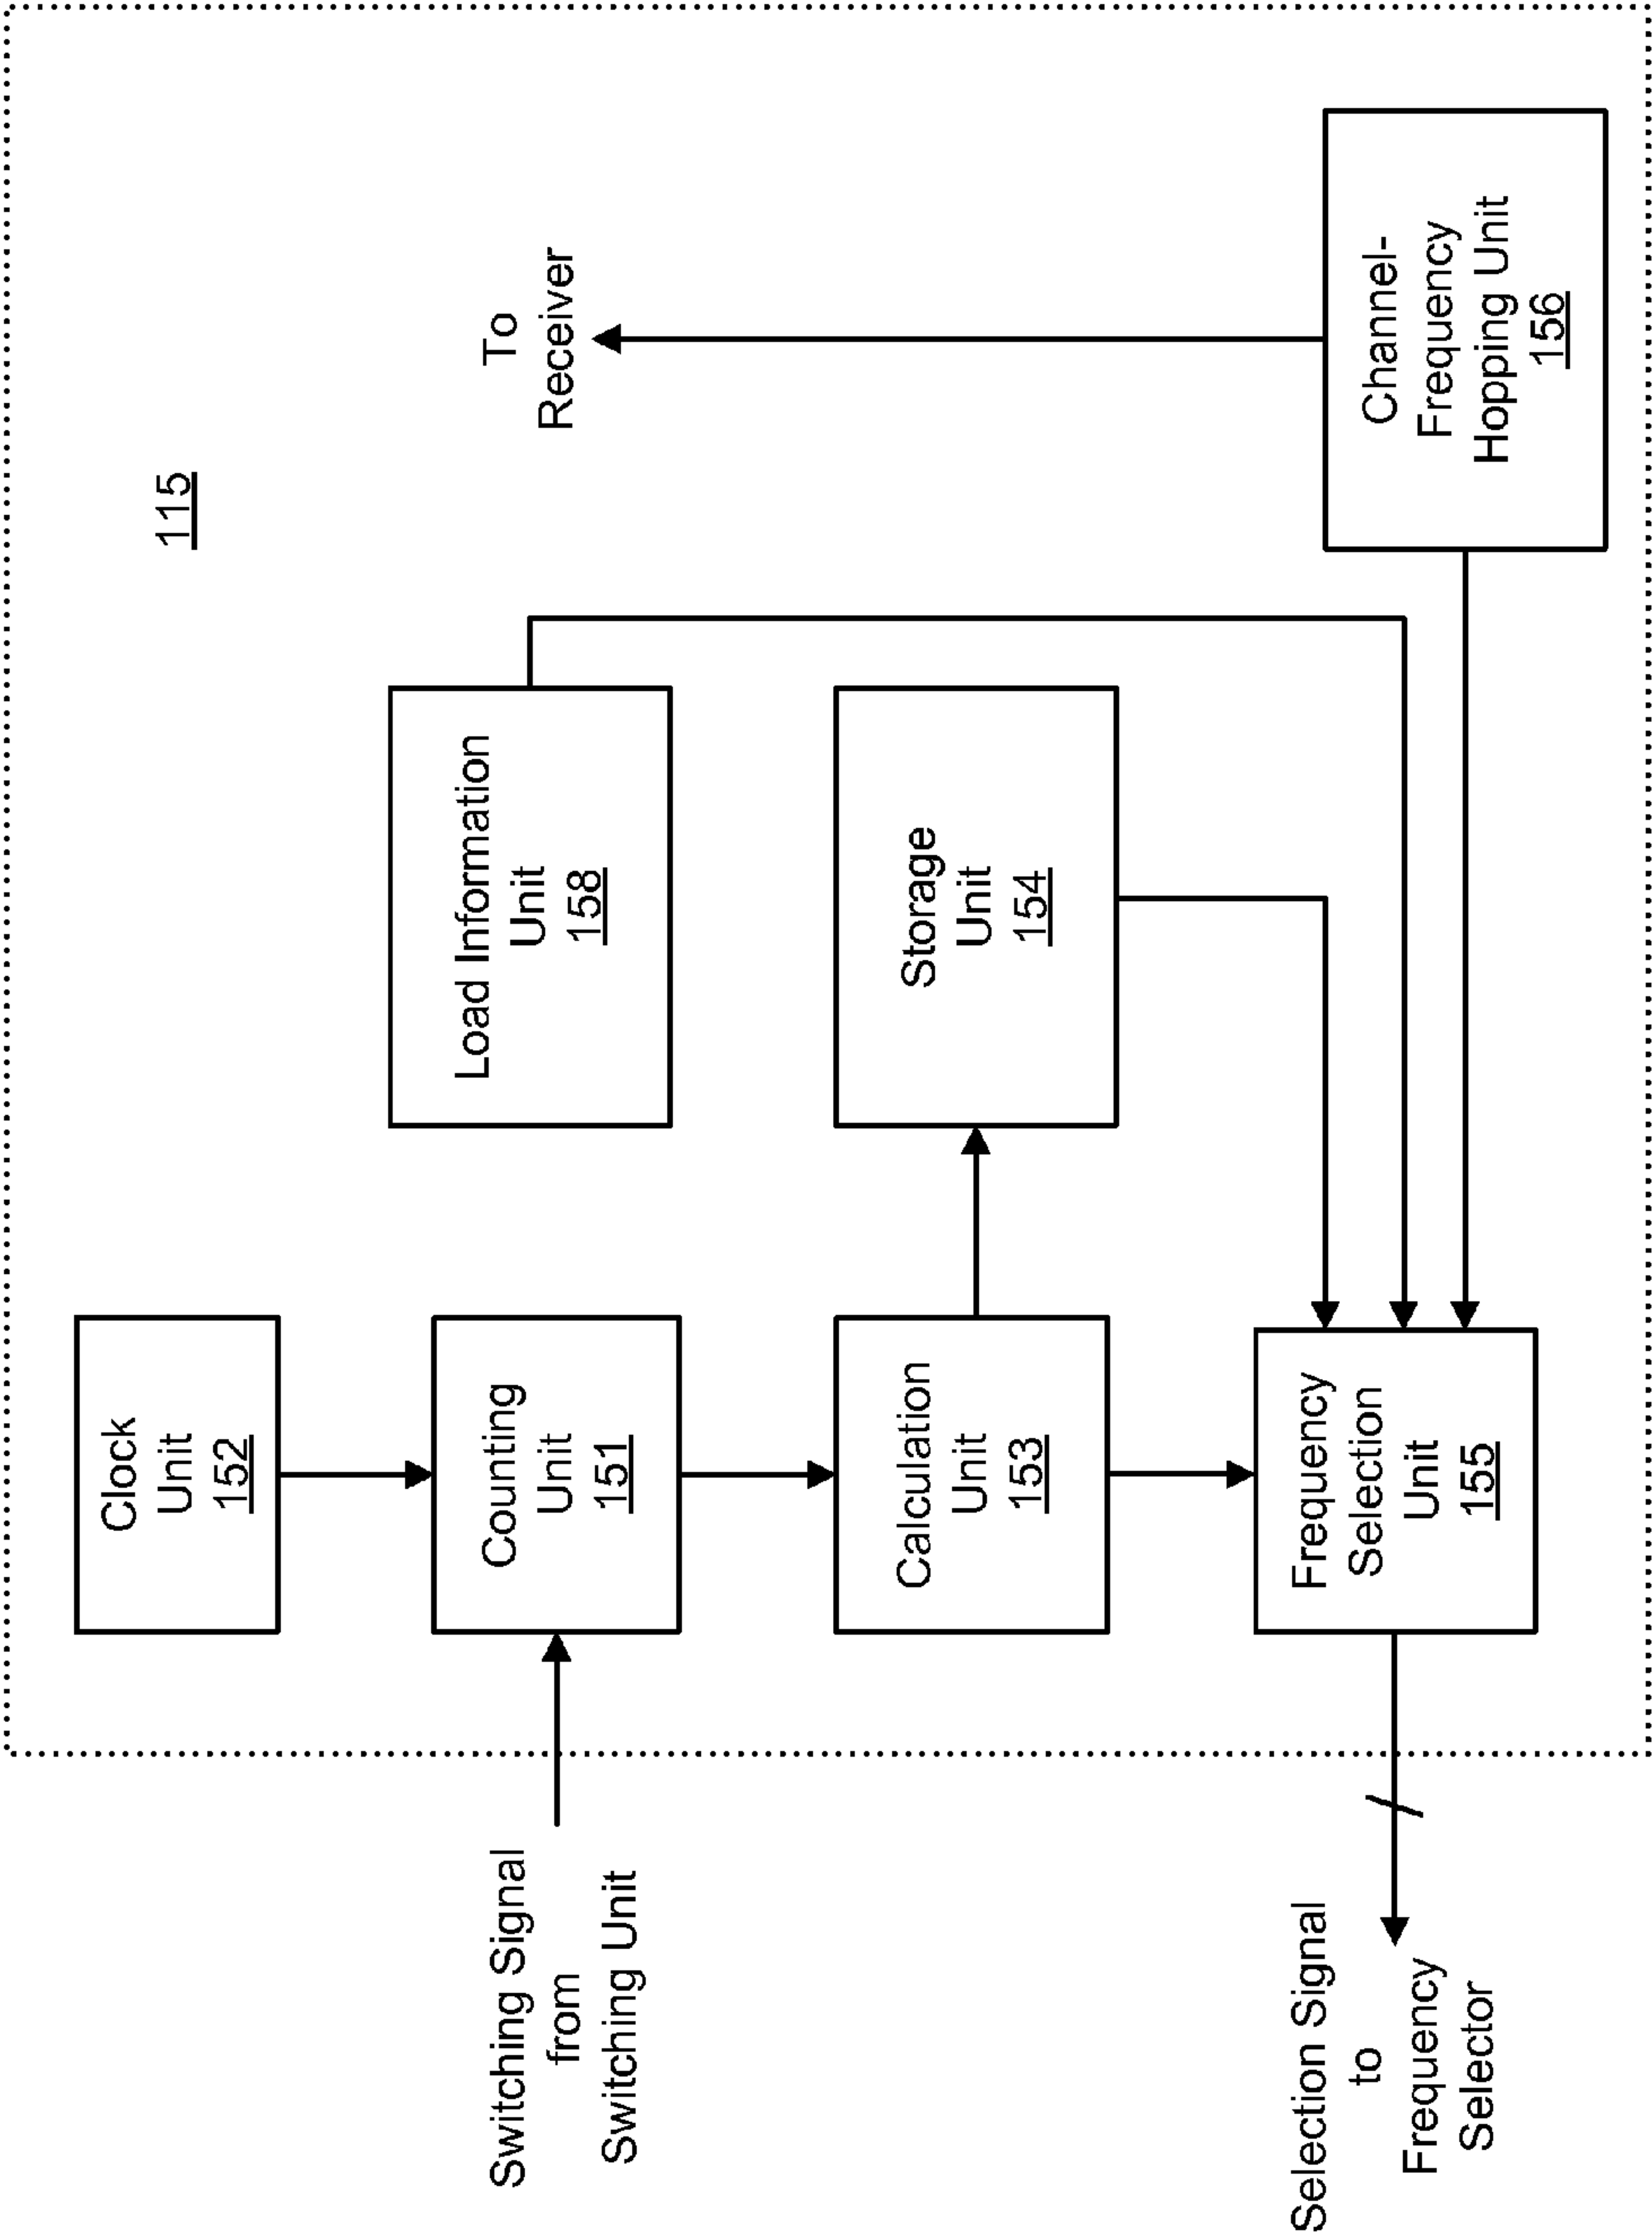 115
Clock
Unit
152
Switching Signal
from
Switching Unit
Counting
Unit
151
Load Information
Unit
158
To
Receiver
Calculation
Unit
153
Storage
Unit
154
Selection Signal
to
Frequency
Selector
Frequency
Selection
Unit
155
Channel-
Frequency
Hopping Unit
156